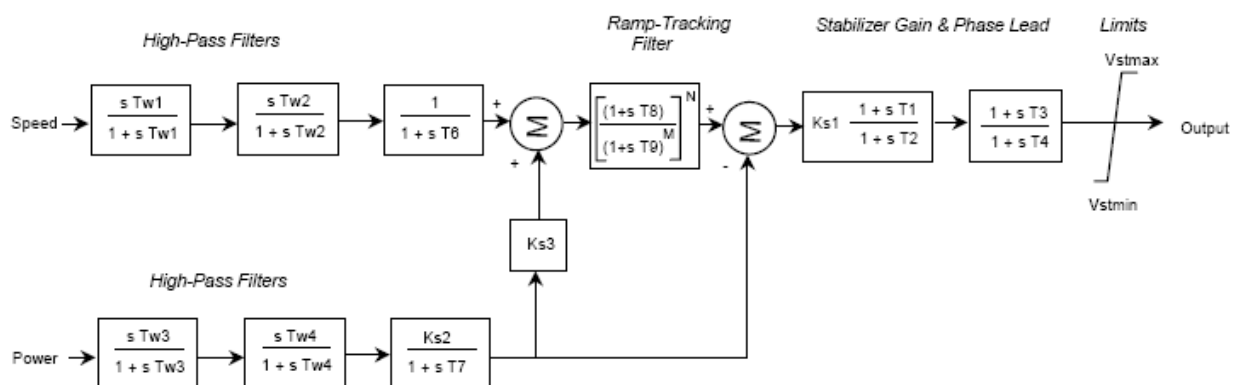 High-Pass Filters
Ramp-Tracking
Filter
Stabilizer Gain & Phase Lead
Limits
Vstmax
Speed
s Tw1
1 + s Tw1
s Tw2
1 + s Tw2
1
1 + s T6
+
Σ
+
[(1+s T8)
(1+s T9)^M]^N
+
Σ
-
Ks1
1 + s T1
1 + s T2
1 + s T3
1 + s T4
Output
Vstmin
Ks3
High-Pass Filters
Power
s Tw3
1 + s Tw3
s Tw4
1 + s Tw4
Ks2
1 + s T7